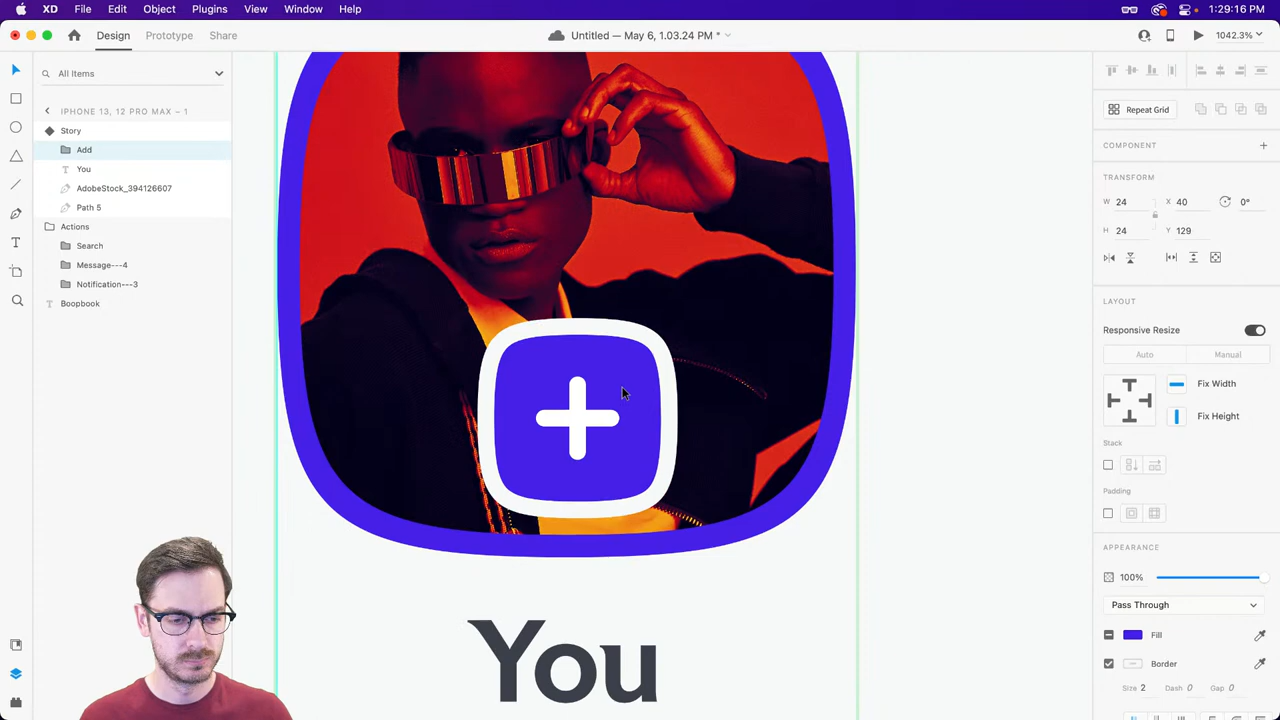 XD File Edit Object Plugins View Window Help 1:29:16 PM
Design Prototype Share Untitled — May 6, 1.03.24 PM * 1042.3%
All Items
IPHONE 13, 12 PRO MAX – 1
Story
Add
You
AdobeStock_394126607
Path 5
Actions
Search
Message---4
Notification---3
Boopbook
You
Repeat Grid
COMPONENT
TRANSFORM
W 24 X 40 0°
H 24 Y 129
LAYOUT
Responsive Resize
Auto Manual
Fix Width
Fix Height
Stack
Padding
APPEARANCE
100%
Pass Through
Fill
Border
Size 2 Dash 0 Gap 0